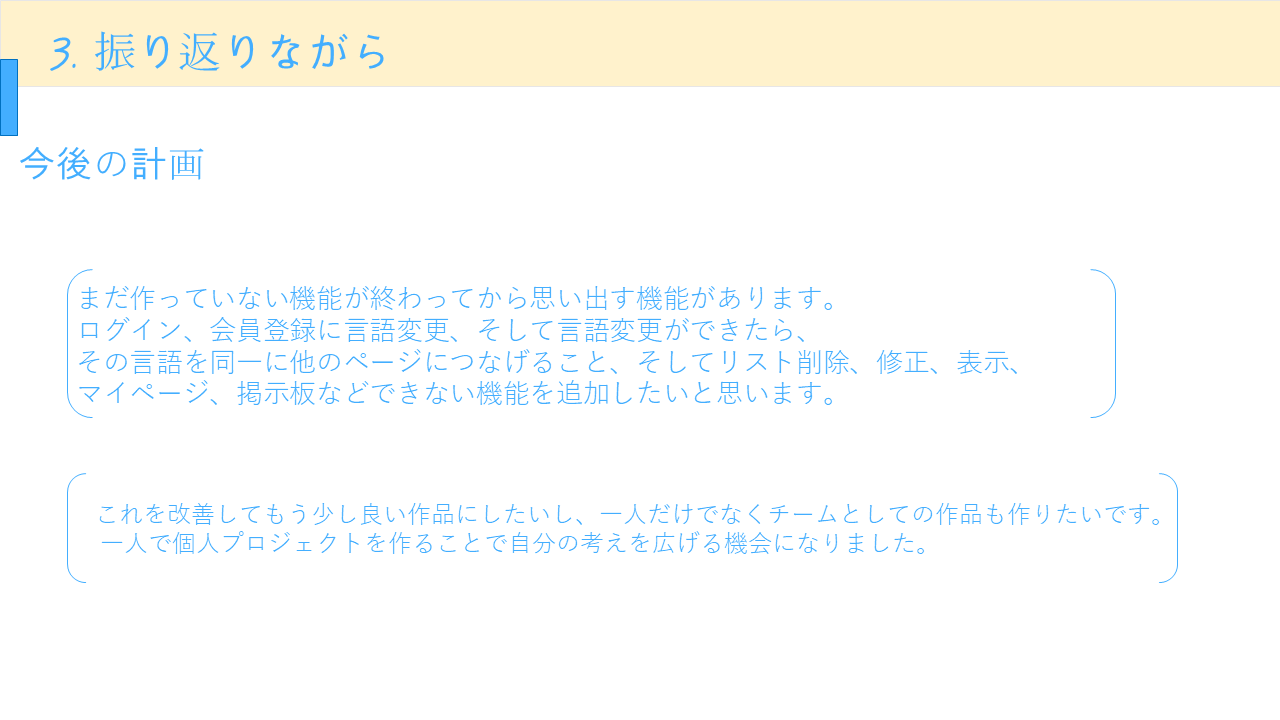 3. 振り返りながら
今後の計画
まだ作っていない機能が終わってから思い出す機能があります。
ログイン、会員登録に言語変更、そして言語変更ができたら、
その言語を同一に他のページにつなげること、そしてリスト削除、修正、表示、
マイページ、掲示板などできない機能を追加したいと思います。
これを改善してもう少し良い作品にしたいし、一人だけでなくチームとしての作品も作りたいです。
一人で個人プロジェクトを作ることで自分の考えを広げる機会になりました。